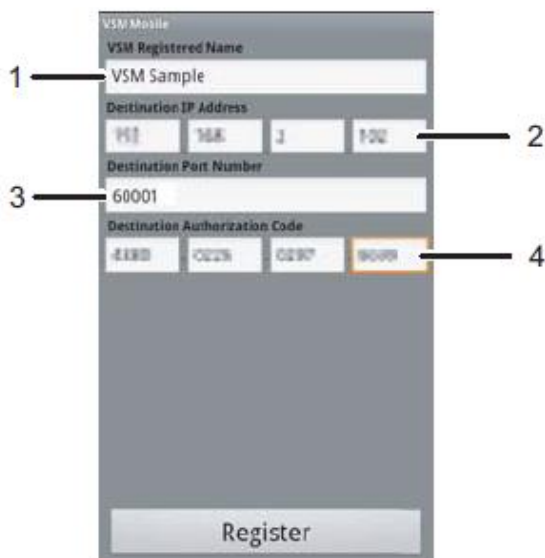 VSM Mobile
VSM Registered Name
1
VSM Sample
Destination IP Address
2
Destination Port Number
3
60001
Destination Authorization Code
4
Register